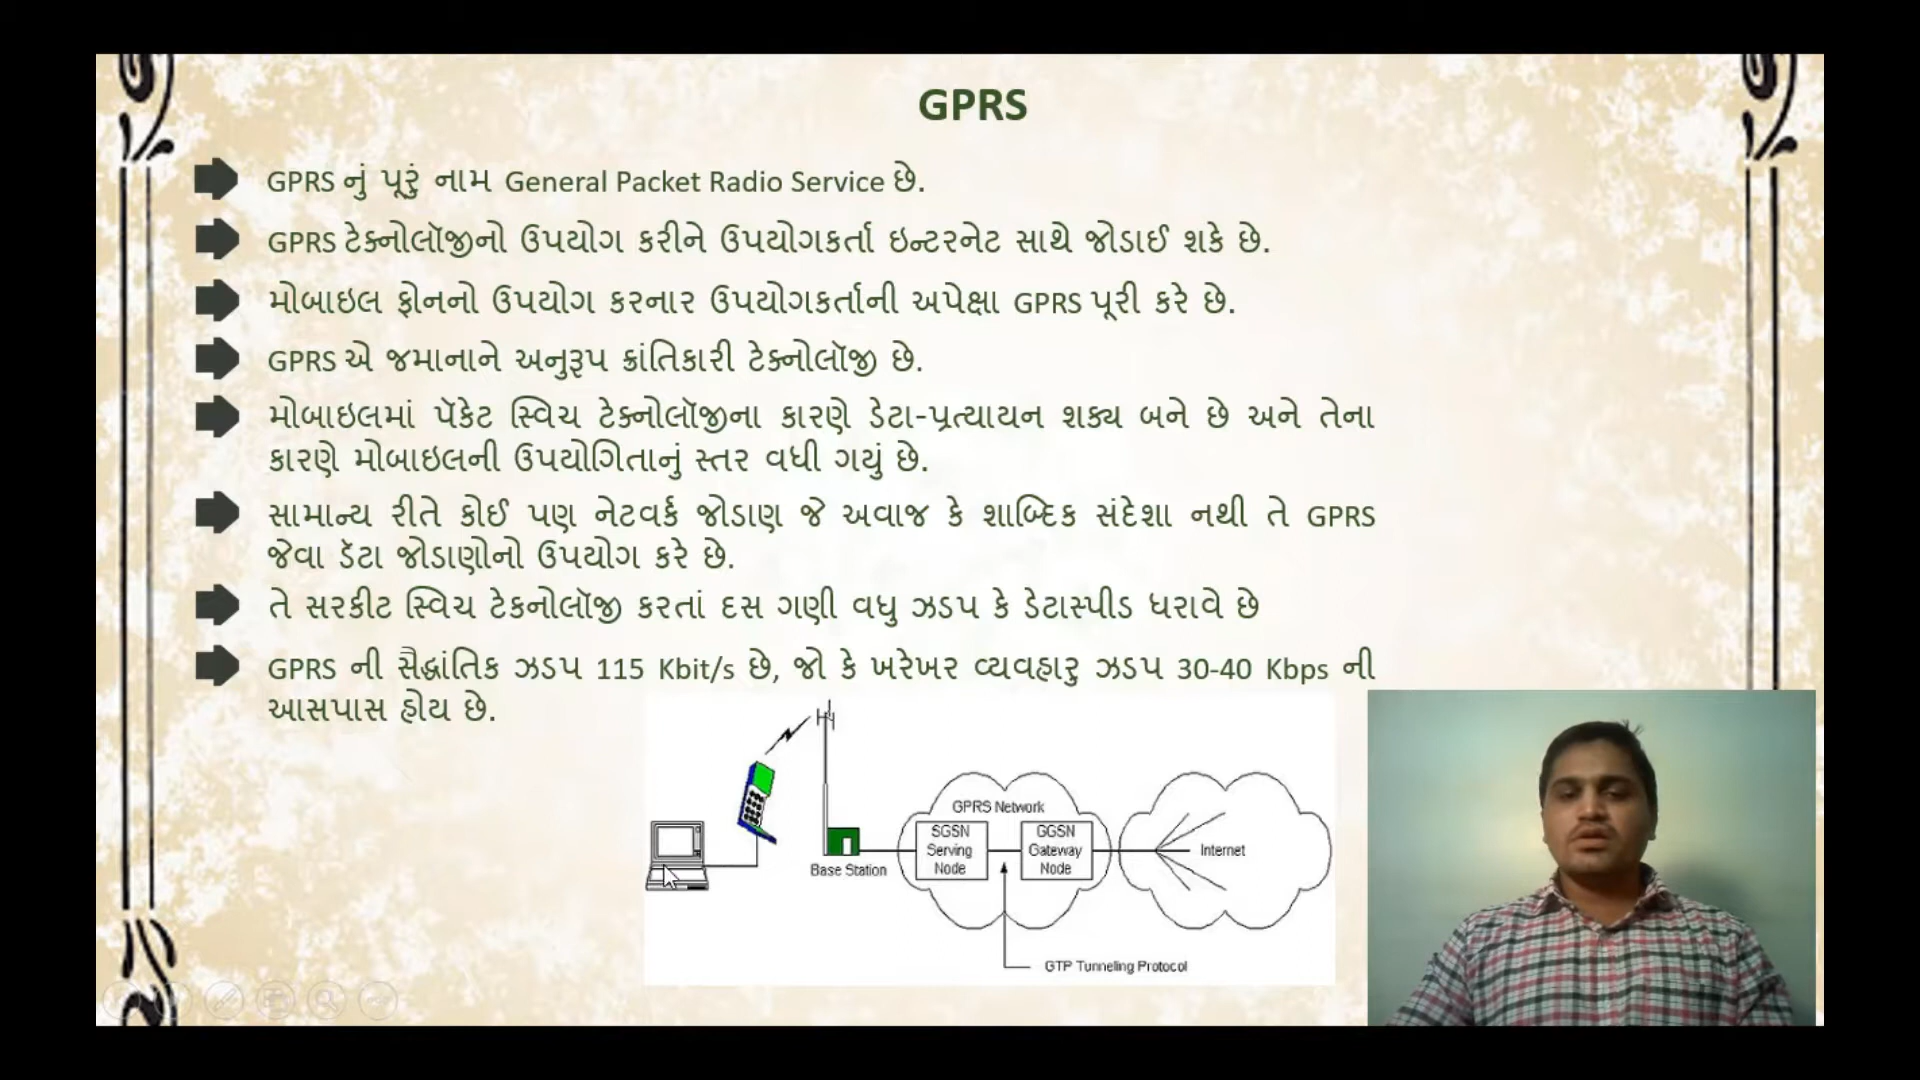 GPRS
GPRS નું પૂરું નામ General Packet Radio Service છે.
GPRS ટેક્નોલૉજીનો ઉપયોગ કરીને ઉપયોગકર્તા ઇન્ટરનેટ સાથે જોડાઈ શકે છે.
મોબાઇલ ફોનનો ઉપયોગ કરનાર ઉપયોગકર્તાની અપેક્ષા GPRS પૂરી કરે છે.
GPRS એ જમાનાને અનુરૂપ ક્રાંતિકારી ટેક્નોલૉજી છે.
મોબાઇલમાં પૅકેટ સ્વિચ ટેક્નોલૉજીના કારણે ડેટા-પ્રત્યાયન શક્ય બને છે અને તેના
કારણે મોબાઇલની ઉપયોગિતાનું સ્તર વધી ગયું છે.
સામાન્ય રીતે કોઈ પણ નેટવર્ક જોડાણ જે અવાજ કે શાબ્દિક સંદેશા નથી તે GPRS
જેવા ડૅટા જોડાણોનો ઉપયોગ કરે છે.
તે સરકીટ સ્વિચ ટેકનોલૉજી કરતાં દસ ગણી વધુ ઝડપ કે ડેટાસ્પીડ ધરાવે છે
GPRS ની સૈદ્ધાંતિક ઝડપ 115 Kbit/s છે, જો કે ખરેખર વ્યવહારુ ઝડપ 30-40 Kbps ની
આસપાસ હોય છે.
GPRS Network
SGSN
Serving
Node
GGSN
Gateway
Node
Internet
Base Station
GTP Tunneling Protocol